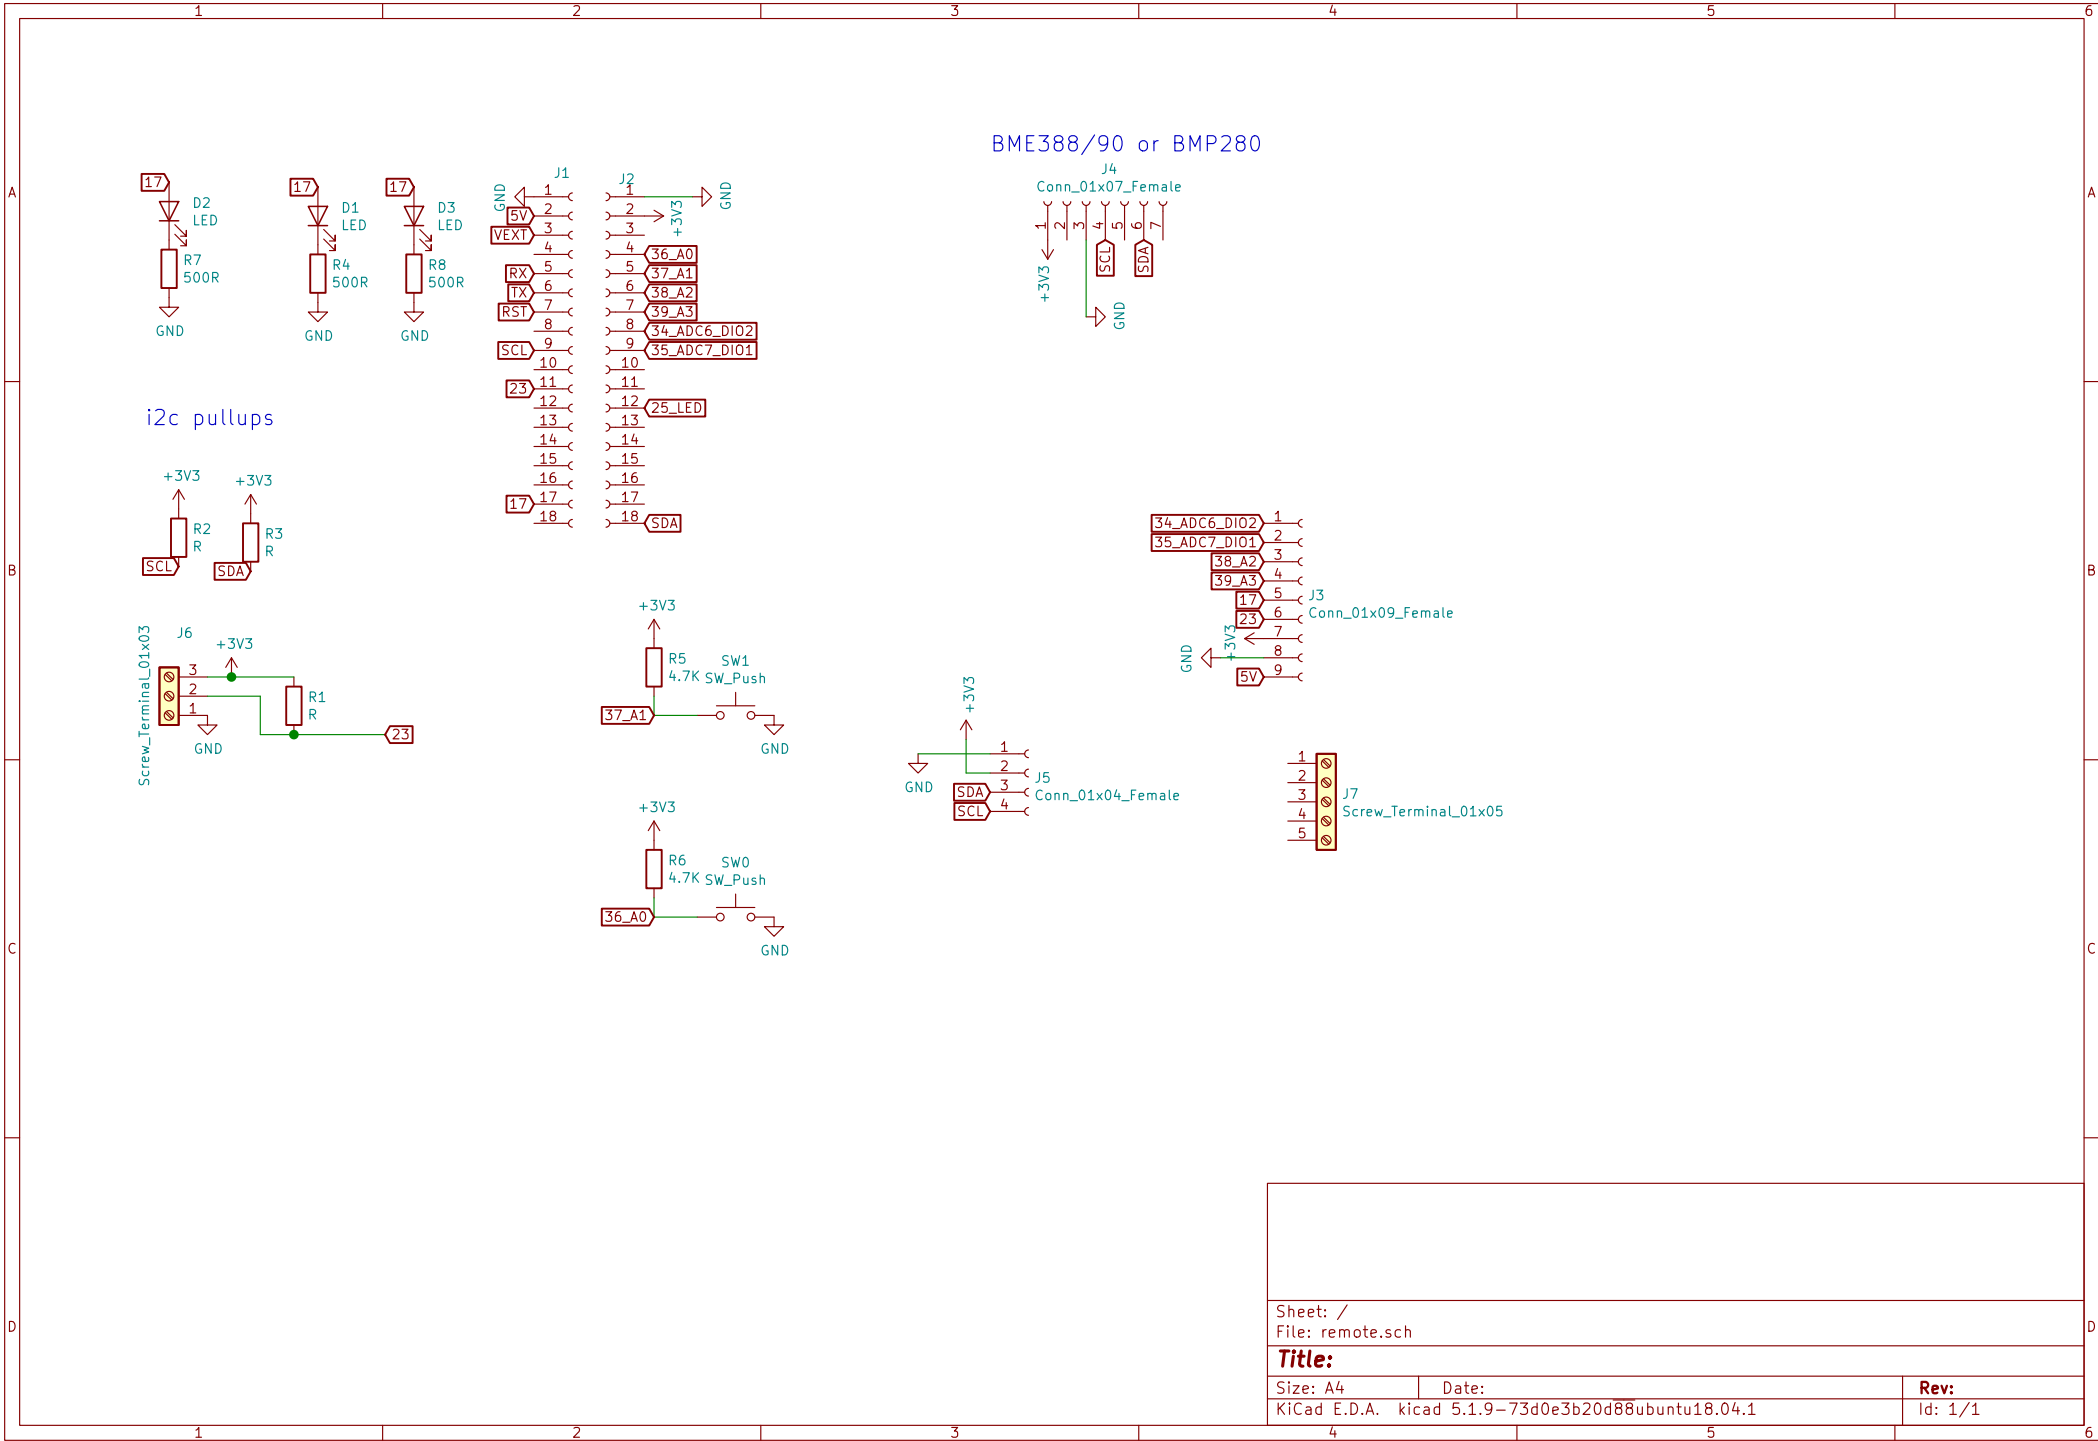 1 2 3 4 5 6
A
B
C
D
A
B
C
D
1 2 3 4 5 6
17
D2
LED
R7
500R
GND
17
D1
LED
R4
500R
GND
17
D3
LED
R8
500R
GND
i2c pullups
+3V3
R2
R
SCL
+3V3
R3
R
SDA
J6
Screw_Terminal_01x03
+3V3
3
2
1
GND
R1
R
23
J1
GND 1
5V 2
VEXT 3
4
RX 5
TX 6
RST 7
8
SCL 9
10
23 11
12
13
14
15
16
17 17
18
J2
1 GND
2 +3V3
3
4 36_A0
5 37_A1
6 38_A2
7 39_A3
8 34_ADC6_DIO2
9 35_ADC7_DIO1
10
11
12 25_LED
13
14
15
16
17
18 SDA
+3V3
R5
4.7K
SW1
SW_Push
37_A1
GND
+3V3
R6
4.7K
SW0
SW_Push
36_A0
GND
BME388/90 or BMP280
J4
Conn_01x07_Female
1 2 3 4 5 6 7
+3V3
GND
SCL
SDA
34_ADC6_DIO2 1
35_ADC7_DIO1 2
38_A2 3
39_A3 4
17 5
23 6
+3V3 7
GND 8
5V 9
J3
Conn_01x09_Female
+3V3
GND
1
2
SDA 3
SCL 4
J5
Conn_01x04_Female
1
2
3
4
5
J7
Screw_Terminal_01x05
Sheet: /
File: remote.sch
Title:
Size: A4 Date: Rev:
KiCad E.D.A. kicad 5.1.9-73d0e3b20d88ubuntu18.04.1 Id: 1/1